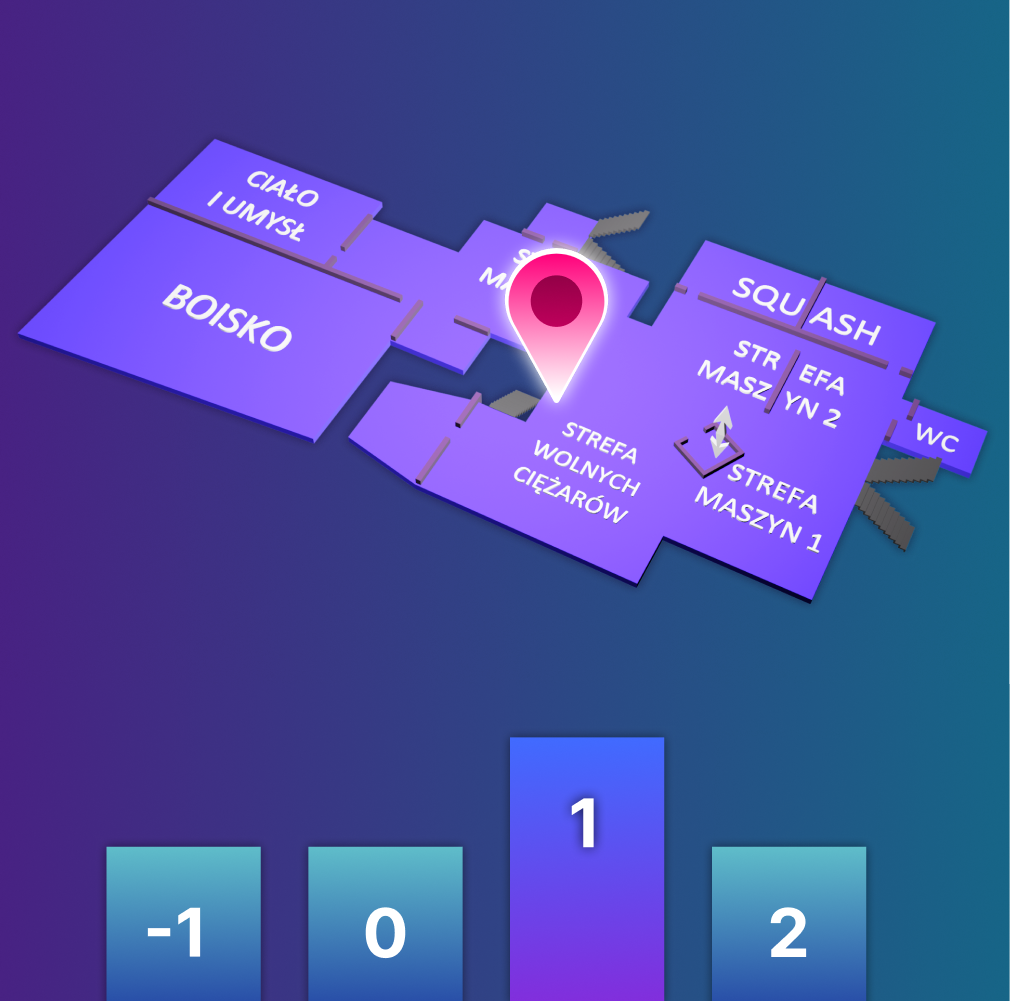 CIAŁO
I UMYSŁ
BOISKO
SQUASH
STREFA
MASZYN 2
WC
STREFA
WOLNYCH
CIĘŻARÓW
STREFA
MASZYN 1
-1
0
1
2